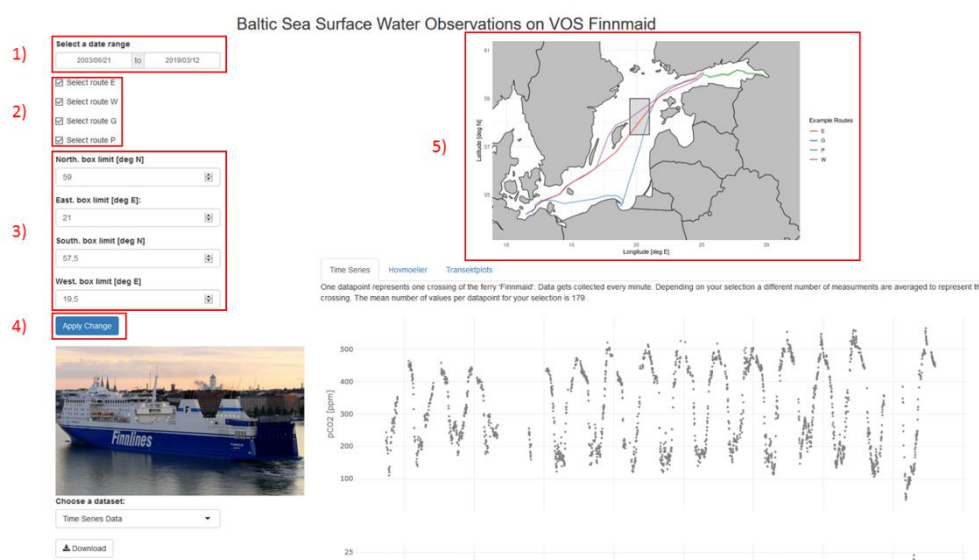 Baltic Sea Surface Water Observations on VOS Finnmaid
1)
Select a date range
2003/06/21 to 2019/03/12
2)
Select route E
Select route W
Select route G
Select route P
3)
North. box limit [deg N]
59
East. box limit [deg E]:
21
South. box limit [deg N]
57,5
West. box limit [deg E]
19,5
4)
Apply Change
Finnlines
Choose a dataset:
Time Series Data
Download
5)
Latitude [deg N]
61
59
57
55
10 15 20 25 30
Longitude [deg E]
Example Routes
E
G
P
W
Time Series Hovmoeller Transektplots
One datapoint represents one crossing of the ferry 'Finnmaid'. Data gets collected every minute. Depending on your selection a different number of measurments are averaged to represent th
crossing. The mean number of values per datapoint for your selection is 179 .
pCO2 [ppm]
500
400
300
200
100
25